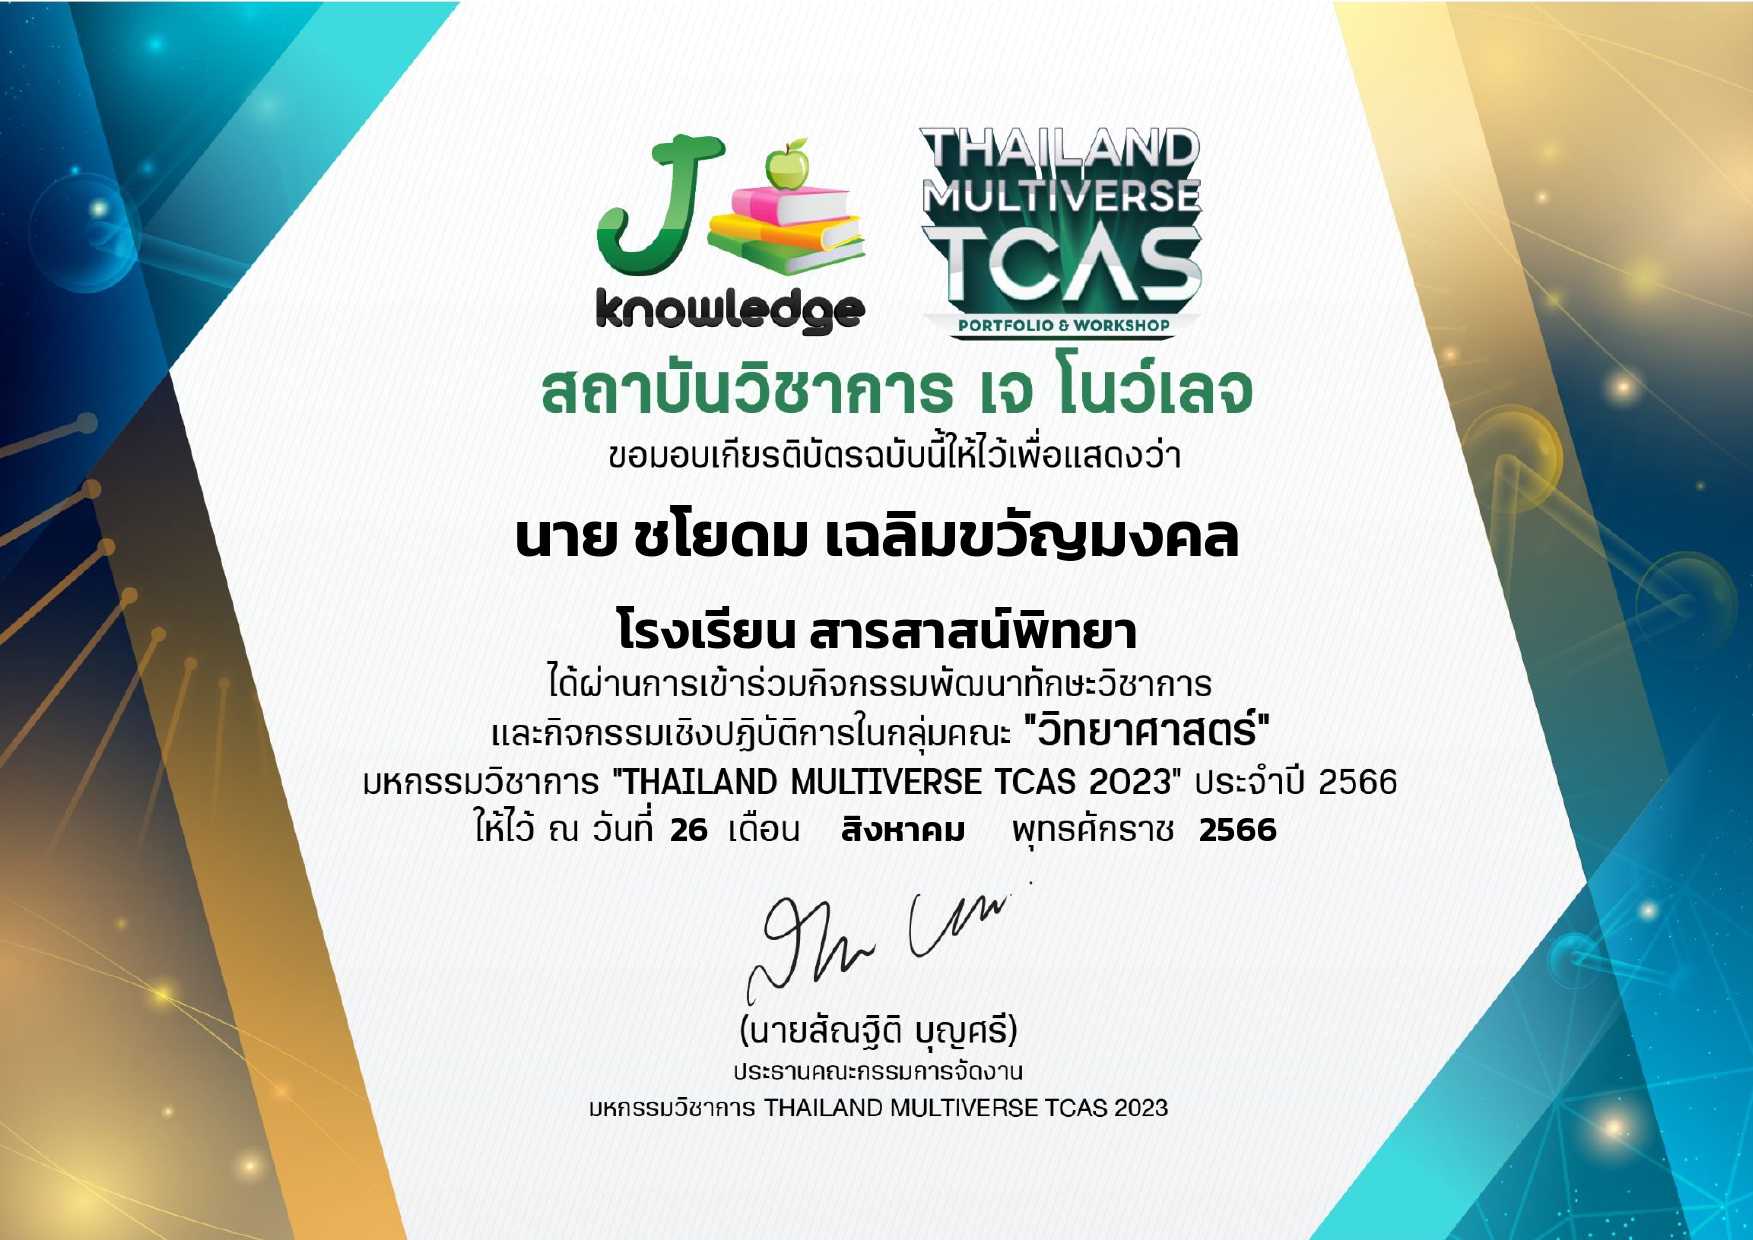 J
knowledge
THAILAND
MULTIVERSE
TCAS
PORTFOLIO & WORKSHOP
สถาบันวิชาการ เจ โนว์เลจ
ขอมอบเกียรติบัตรฉบับนี้ให้ไว้เพื่อแสดงว่า
นาย ชโยดม เฉลิมขวัญมงคล
โรงเรียน สารสาสน์พิทยา
ได้ผ่านการเข้าร่วมกิจกรรมพัฒนาทักษะวิชาการ
และกิจกรรมเชิงปฏิบัติการในกลุ่มคณะ "วิทยาศาสตร์"
มหกรรมวิชาการ "THAILAND MULTIVERSE TCAS 2023" ประจำปี 2566
ให้ไว้ ณ วันที่ 26 เดือน สิงหาคม พุทธศักราช 2566
(นายสัณฐิติ บุญศรี)
ประธานคณะกรรมการจัดงาน
มหกรรมวิชาการ THAILAND MULTIVERSE TCAS 2023